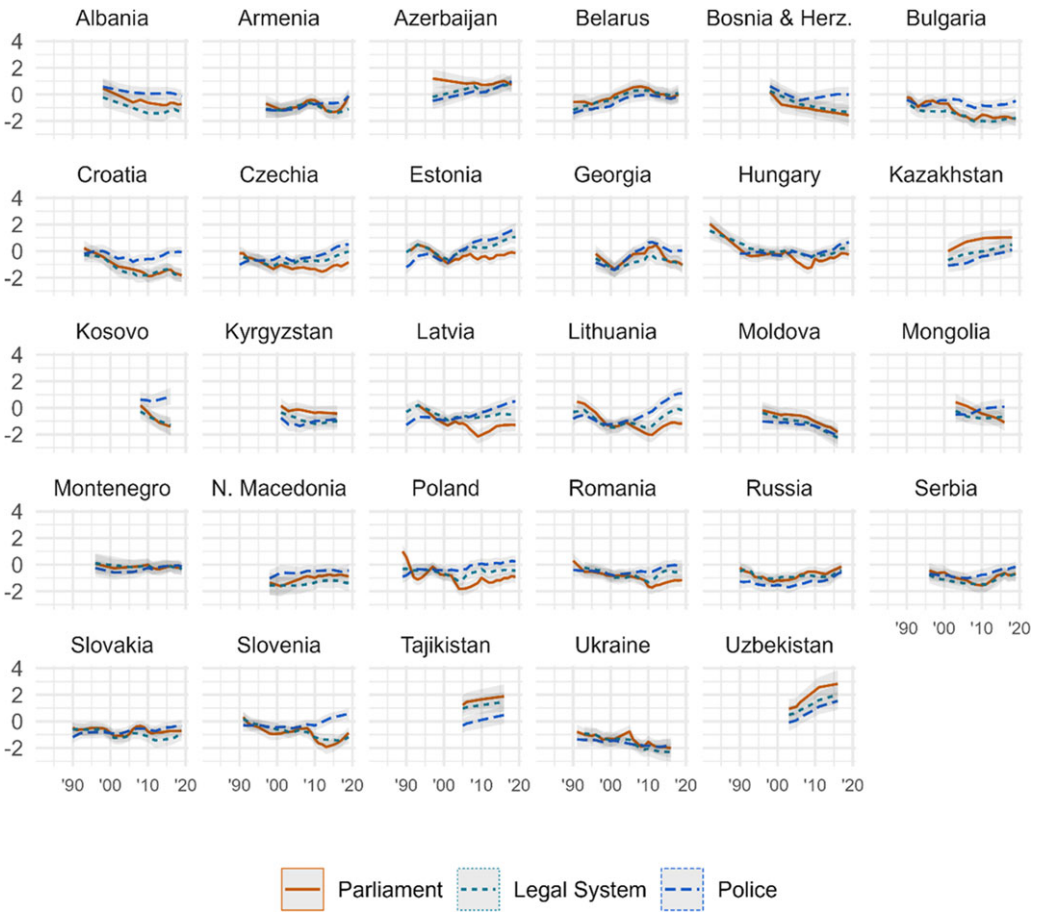 Albania Armenia Azerbaijan Belarus Bosnia & Herz. Bulgaria
4
2
0
-2
Croatia Czechia Estonia Georgia Hungary Kazakhstan
4
2
0
-2
Kosovo Kyrgyzstan Latvia Lithuania Moldova Mongolia
4
2
0
-2
Montenegro N. Macedonia Poland Romania Russia Serbia
4
2
0
-2
'90 '00 '10 '20
Slovakia Slovenia Tajikistan Ukraine Uzbekistan
4
2
0
-2
'90 '00 '10 '20 '90 '00 '10 '20 '90 '00 '10 '20 '90 '00 '10 '20 '90 '00 '10 '20
Parliament Legal System Police